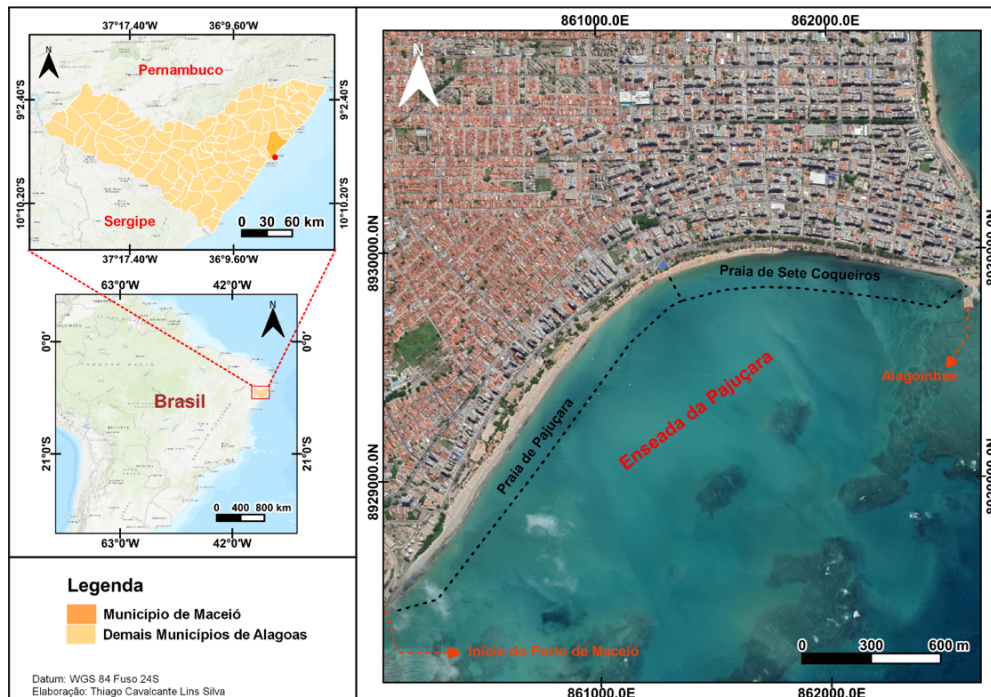 37°17.40'
36°9.60'
N
Pernambuco
9°2.40'S
9°2.40'S
10°10.20'S
10°10.20'S
Sergipe
0 30 60 km
37°17.40'
36°9.60'
63°0'W
42°0'W
N
0°0'
0°0'
Brasil
21°0'S
21°0'S
0 400 800 km
63°0'W
42°0'W
Legenda
Município de Maceió
Demais Municípios de Alagoas
Datum: WGS 84 Fuso 24S
Elaboração: Thiago Cavalcante Lins Silva
861000.0E
862000.0E
N
8930000.0N
8930000.0N
Praia de Sete Coqueiros
Alagoinhas
Enseada da Pajuçara
Praia de Pajuçara
8929000.0N
8929000.0N
Início do Porto de Maceió
0 300 600 m
861000.0E
862000.0E